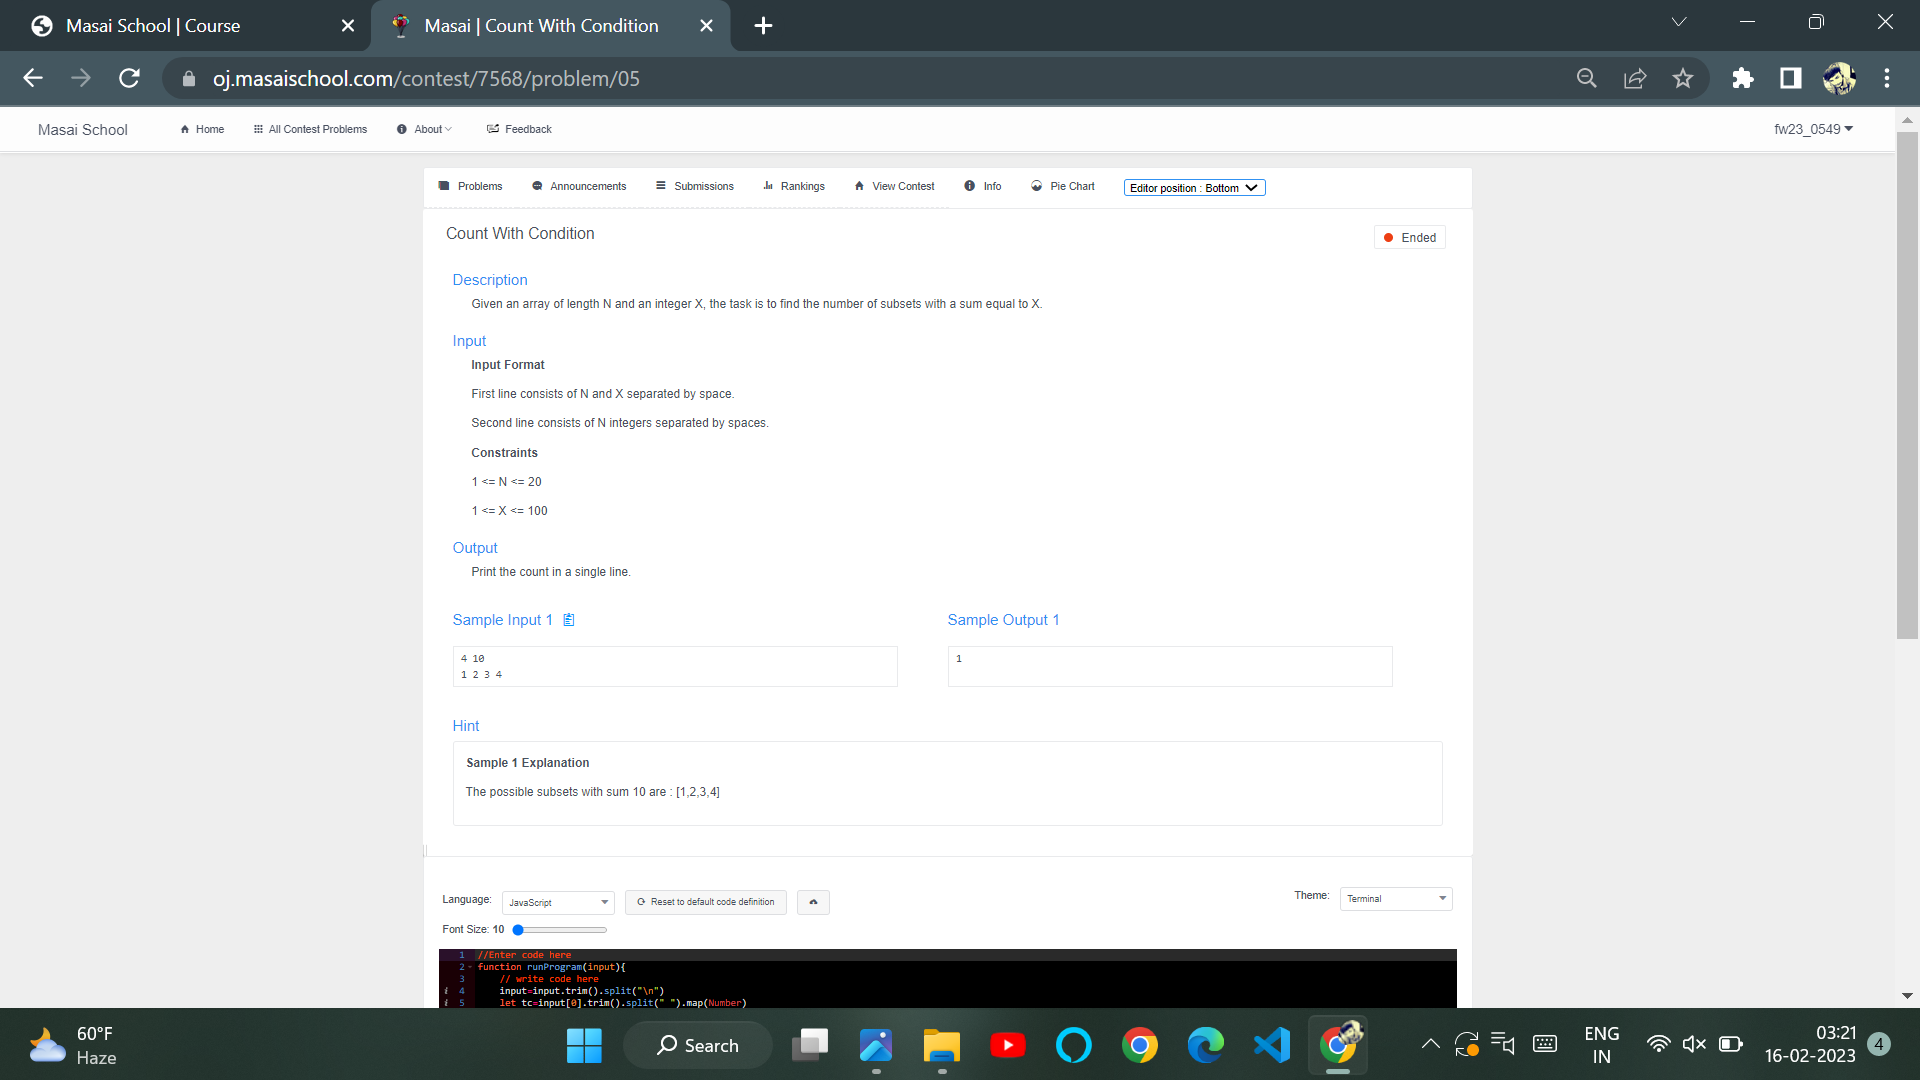 Masai School | Course
Masai | Count With Condition
oj.masaischool.com/contest/7568/problem/05
Masai School
Home
All Contest Problems
About
Feedback
fw23_0549
Problems
Announcements
Submissions
Rankings
View Contest
Info
Pie Chart
Editor position : Bottom
Count With Condition
Ended
Description
Given an array of length N and an integer X, the task is to find the number of subsets with a sum equal to X.
Input
Input Format
First line consists of N and X separated by space.
Second line consists of N integers separated by spaces.
Constraints
1 <= N <= 20
1 <= X <= 100
Output
Print the count in a single line.
Sample Input 1
Sample Output 1
4 10
1 2 3 4
1
Hint
Sample 1 Explanation
The possible subsets with sum 10 are : [1,2,3,4]
Language:
JavaScript
Reset to default code definition
Theme:
Terminal
Font Size: 10
1 //Enter code here
2 function runProgram(input){
3 // write code here
i 4 input=input.trim().split("\n")
i 5 let tc=input[0].trim().split(" ").map(Number)
60°F
Haze
Search
ENG
IN
03:21
16-02-2023
4